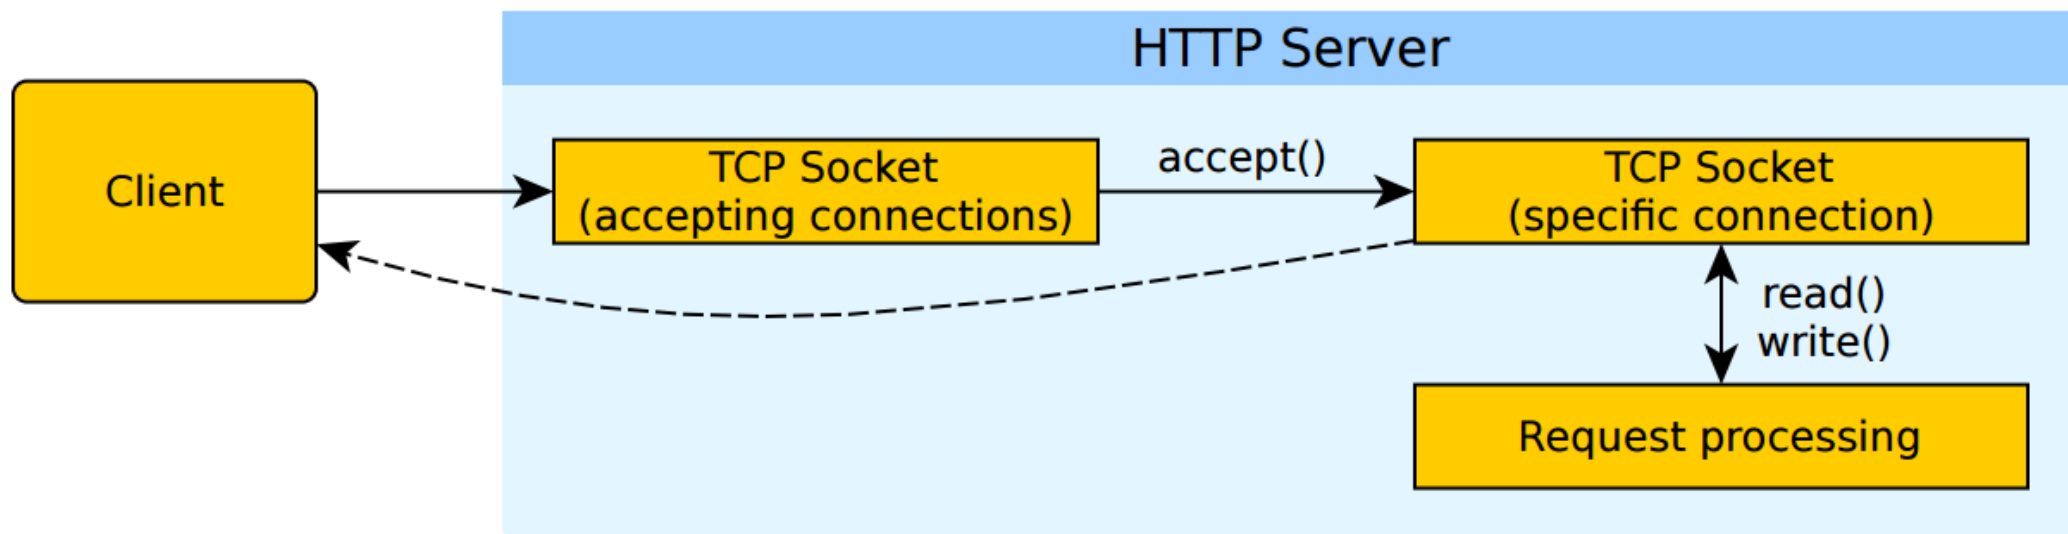 HTTP Server
Client
TCP Socket
(accepting connections)
accept()
TCP Socket
(specific connection)
read()
write()
Request processing